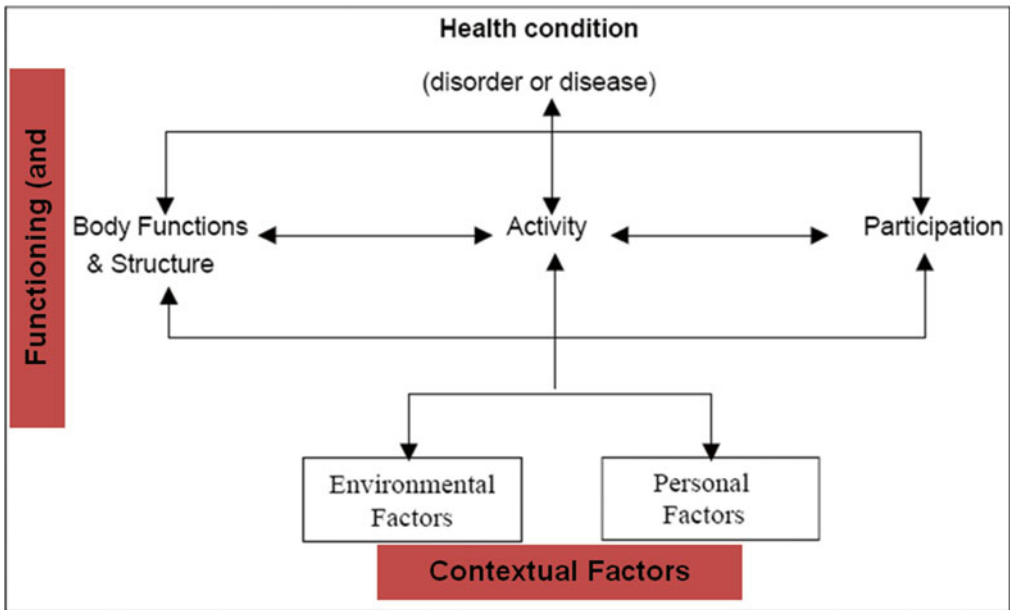 Health condition
(disorder or disease)
Functioning (and
Body Functions
& Structure
Activity
Participation
Environmental
Factors
Personal
Factors
Contextual Factors